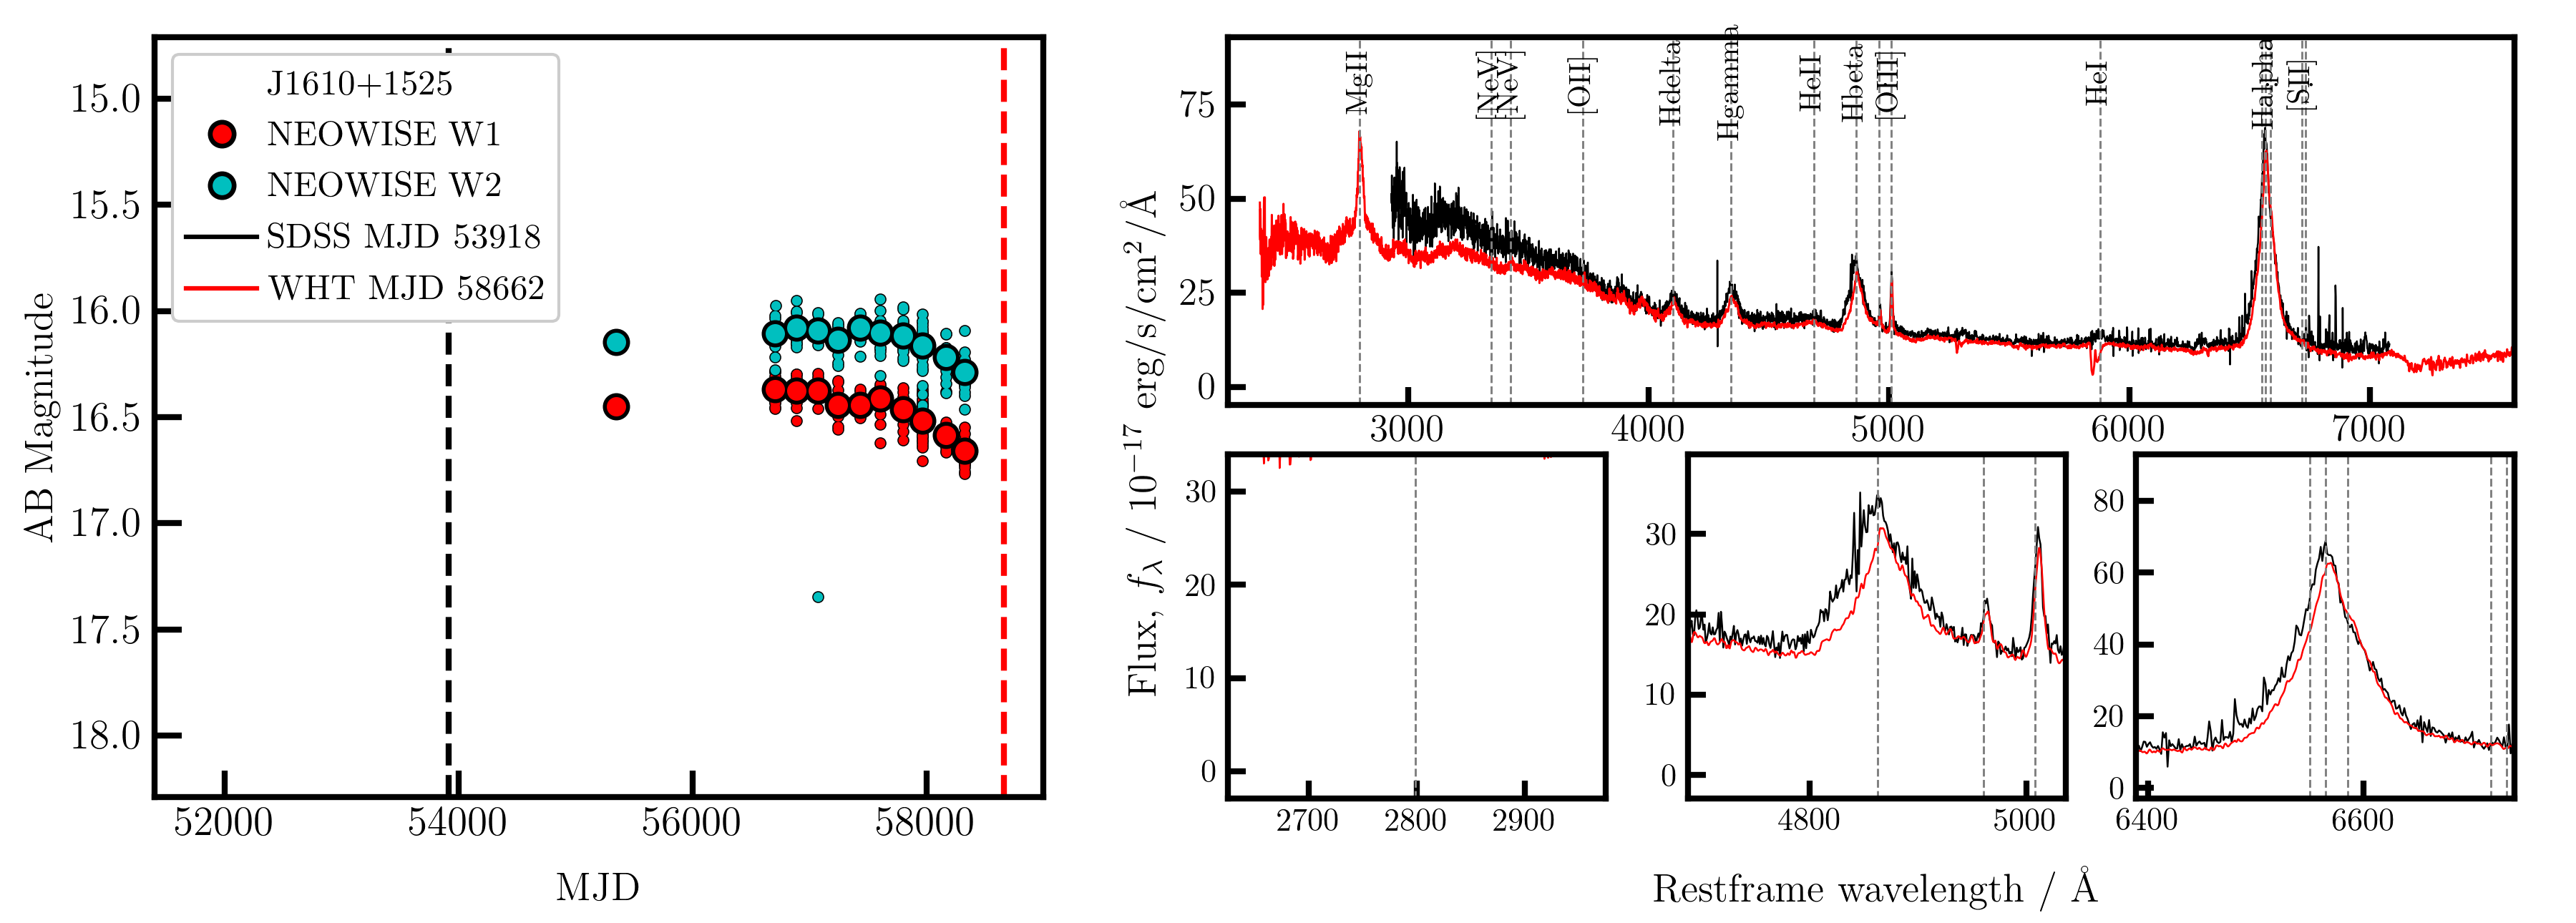 J1610+1525
NEOWISE W1
NEOWISE W2
SDSS MJD 53918
WHT MJD 58662
15.0
15.5
16.0
16.5
17.0
17.5
18.0
AB Magnitude
52000 54000 56000 58000
MJD
MgII [NeV] [NeV] [OII] Hdelta Hgamma HeII Hbeta [OIII] HeI Halpha [SII]
75
50
25
0
3000 4000 5000 6000 7000
Flux, fλ / 10⁻¹⁷ erg/s/cm² /Å
30
20
10
0
2700 2800 2900
30
20
10
0
4800 5000
80
60
40
20
0
6400 6600
Restframe wavelength / Å